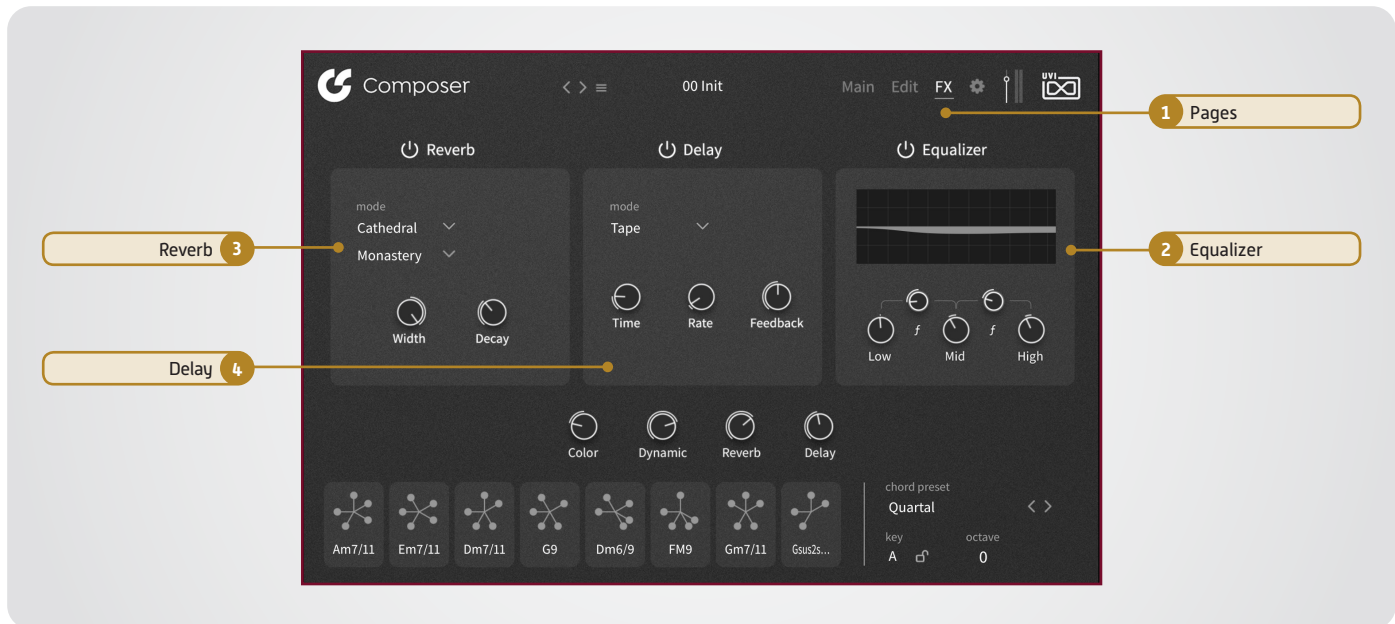 Composer
00 Init
Main Edit FX
UVI
1 Pages
Reverb
Delay
Equalizer
mode
Cathedral
Monastery
Width Decay
mode
Tape
Time Rate Feedback
f f
Low Mid High
Reverb 3
2 Equalizer
Delay 4
Color Dynamic Reverb Delay
Am7/11 Em7/11 Dm7/11 G9 Dm6/9 FM9 Gm7/11 Gsus2s...
chord preset
Quartal
key octave
A 0